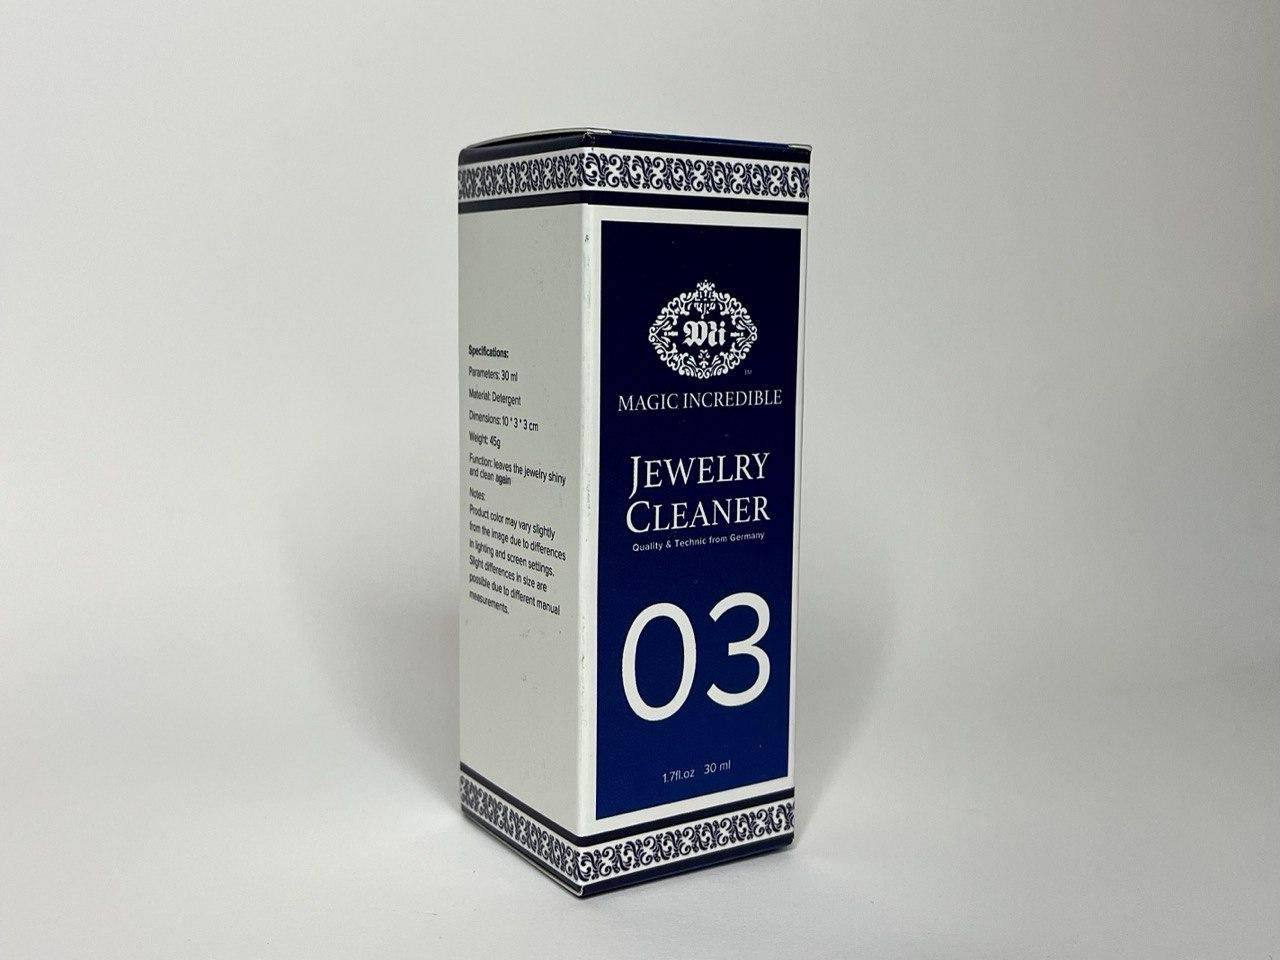 Specifications:
Parameters: 30 ml
Material: Detergent
Dimensions: 10 * 3 * 3 cm
Weight: 45g
Function: leaves the jewelry shiny
and clean again
Notes:
Product color may vary slightly
from the image due to differences
in lighting and screen settings.
Slight differences in size are
possible due to different manual
measurements.
Mi
TM
MAGIC INCREDIBLE
JEWELRY
CLEANER
Quality & Technic from Germany
03
1.7fl.oz 30 ml